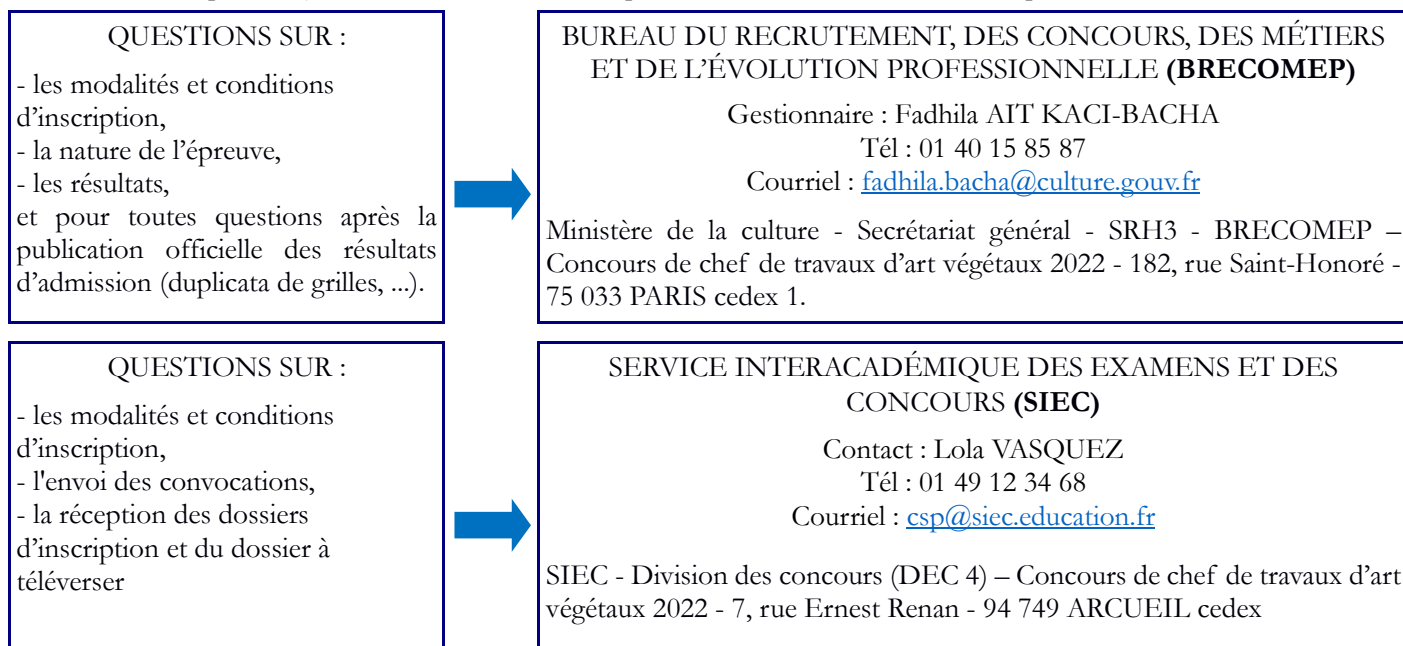 QUESTIONS SUR :
- les modalités et conditions
d’inscription,
- la nature de l’épreuve,
- les résultats,
et pour toutes questions après la
publication officielle des résultats
d’admission (duplicata de grilles, ...).
BUREAU DU RECRUTEMENT, DES CONCOURS, DES MÉTIERS
ET DE L’ÉVOLUTION PROFESSIONNELLE (BRECOMEP)
Gestionnaire : Fadhila AIT KACI-BACHA
Tél : 01 40 15 85 87
Courriel : fadhila.bacha@culture.gouv.fr
Ministère de la culture - Secrétariat général - SRH3 - BRECOMEP –
Concours de chef de travaux d’art végétaux 2022 - 182, rue Saint-Honoré -
75 033 PARIS cedex 1.
QUESTIONS SUR :
- les modalités et conditions
d’inscription,
- l'envoi des convocations,
- la réception des dossiers
d’inscription et du dossier à
téléverser
SERVICE INTERACADÉMIQUE DES EXAMENS ET DES
CONCOURS (SIEC)
Contact : Lola VASQUEZ
Tél : 01 49 12 34 68
Courriel : csp@siec.education.fr
SIEC - Division des concours (DEC 4) – Concours de chef de travaux d’art
végétaux 2022 - 7, rue Ernest Renan - 94 749 ARCUEIL cedex